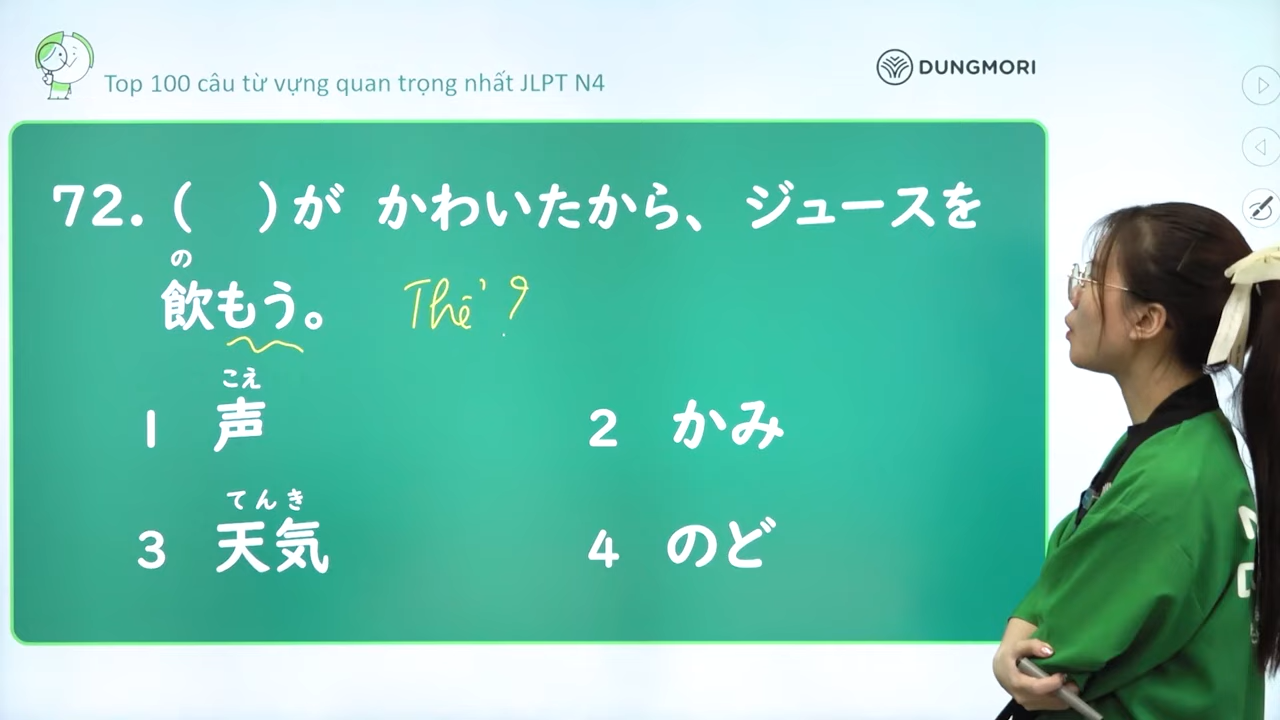 Top 100 câu từ vựng quan trọng nhất JLPT N4
DUNGMORI
72. (　)が かわいたから、ジュースを
の
飲もう。 Thể ?
こえ
1 声
2 かみ
てんき
3 天気
4 のど